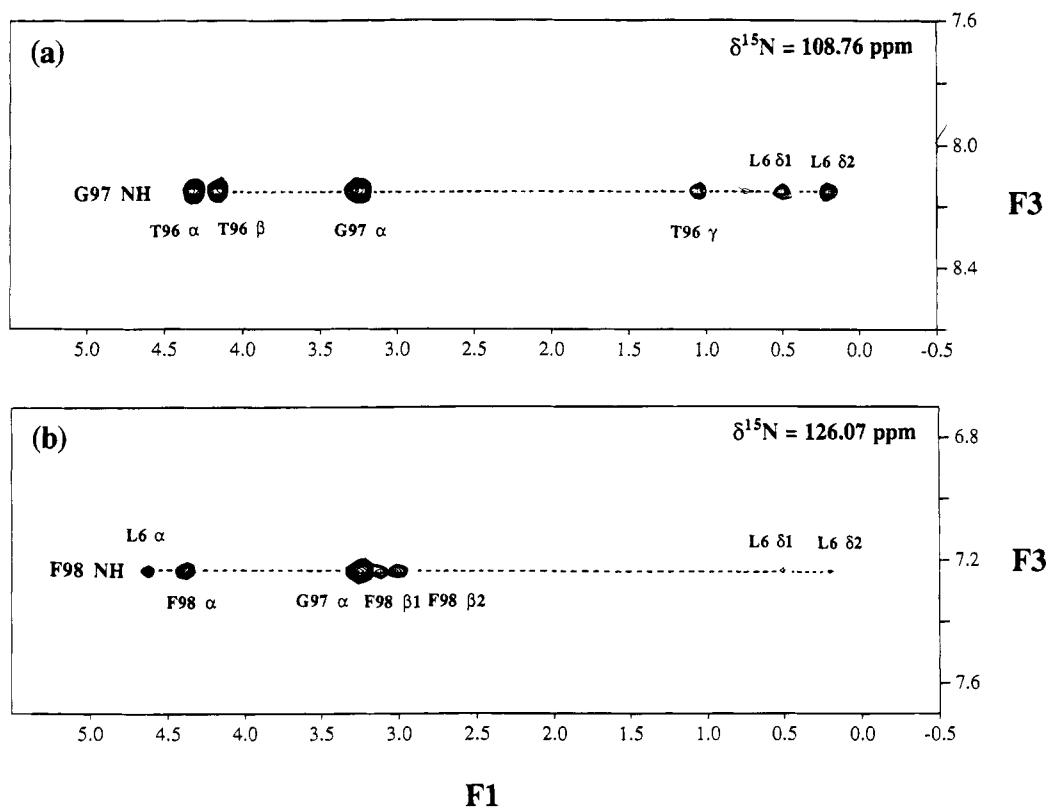 (a)
δ¹⁵N = 108.76 ppm
7.6
8.0
8.4
F3
L6 δ1 L6 δ2
G97 NH
T96 α T96 β G97 α T96 γ
5.0 4.5 4.0 3.5 3.0 2.5 2.0 1.5 1.0 0.5 0.0 -0.5
(b)
δ¹⁵N = 126.07 ppm
6.8
7.2
7.6
F3
L6 α L6 δ1 L6 δ2
F98 NH
F98 α G97 α F98 β1 F98 β2
5.0 4.5 4.0 3.5 3.0 2.5 2.0 1.5 1.0 0.5 0.0 -0.5
F1